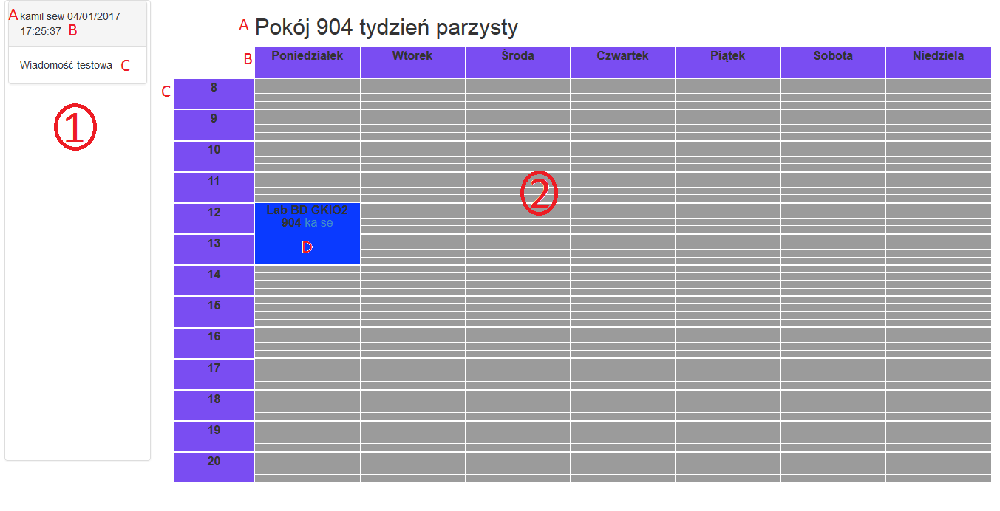 A kamil sew 04/01/2017
17:25:37 B
Wiadomość testowa C
1
A Pokój 904 tydzień parzysty
B Poniedziałek Wtorek Środa Czwartek Piątek Sobota Niedziela
C 8
9
10
11
2
12 Lab BD GKIO2
904 ka se
13 D
14
15
16
17
18
19
20